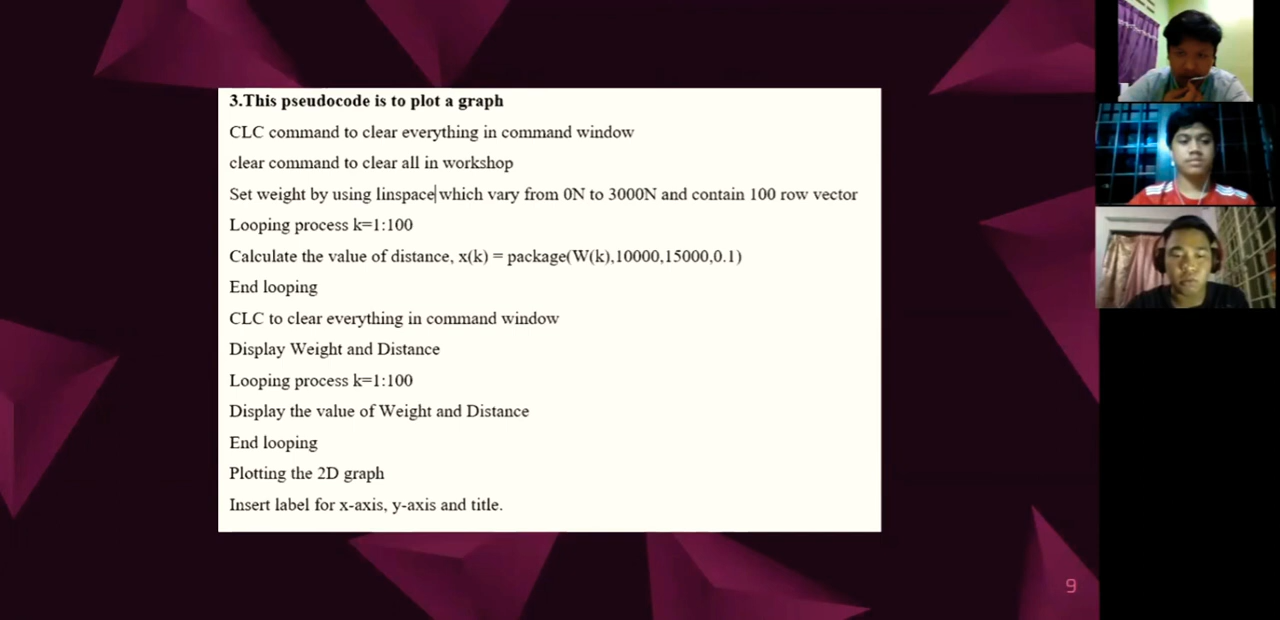 3.This pseudocode is to plot a graph
CLC command to clear everything in command window
clear command to clear all in workshop
Set weight by using linspace which vary from 0N to 3000N and contain 100 row vector
Looping process k=1:100
Calculate the value of distance, x(k) = package(W(k),10000,15000,0.1)
End looping
CLC to clear everything in command window
Display Weight and Distance
Looping process k=1:100
Display the value of Weight and Distance
End looping
Plotting the 2D graph
Insert label for x-axis, y-axis and title.
9